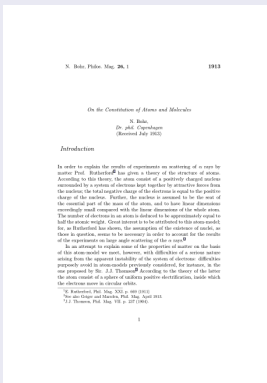 N. Bohr, Philos. Mag. 26, 1 1913
On the Constitution of Atoms and Molecules
N. Bohr,
Dr. phil. Copenhagen
(Received July 1913)
Introduction
In order to explain the results of experiments on scattering of α rays by
matter Prof. Rutherford1 has given a theory of the structure of atoms.
According to this theory, the atom consist of a positively charged nucleus
surrounded by a system of electrons kept together by attractive forces from
the nucleus; the total negative charge of the electrons is equal to the positive
charge of the nucleus. Further, the nucleus is assumed to be the seat of
the essential part of the mass of the atom, and to have linear dimensions
exceedingly small compared with the linear dimensions of the whole atom.
The number of electrons in an atom is deduced to be approximately equal to
half the atomic weight. Great interest is to be attributed to this atom-model;
for, as Rutherford has shown, the assumption of the existence of nuclei, as
those in question, seems to be necessary in order to account for the results
of the experiments on large angle scattering of the α rays2
In an attempt to explain some of the properties of matter on the basis
of this atom-model we meet, however, with difficulties of a serious nature
arising from the apparent instability of the system of electrons: difficulties
purposely avoid in atom-models previously considered, for instance, in the
one proposed by Sir. J.J. Thomson3 According to the theory of the latter
the atom consist of a sphere of uniform positive electrification, inside which
the electrons move in circular orbits.
1E. Rutherford, Phil. Mag. XXI. p. 669 (1911)
2See also Geiger and Marsden, Phil. Mag. April 1913.
3J.J. Thomson, Phil. Mag. VII. p. 237 (1904).
1